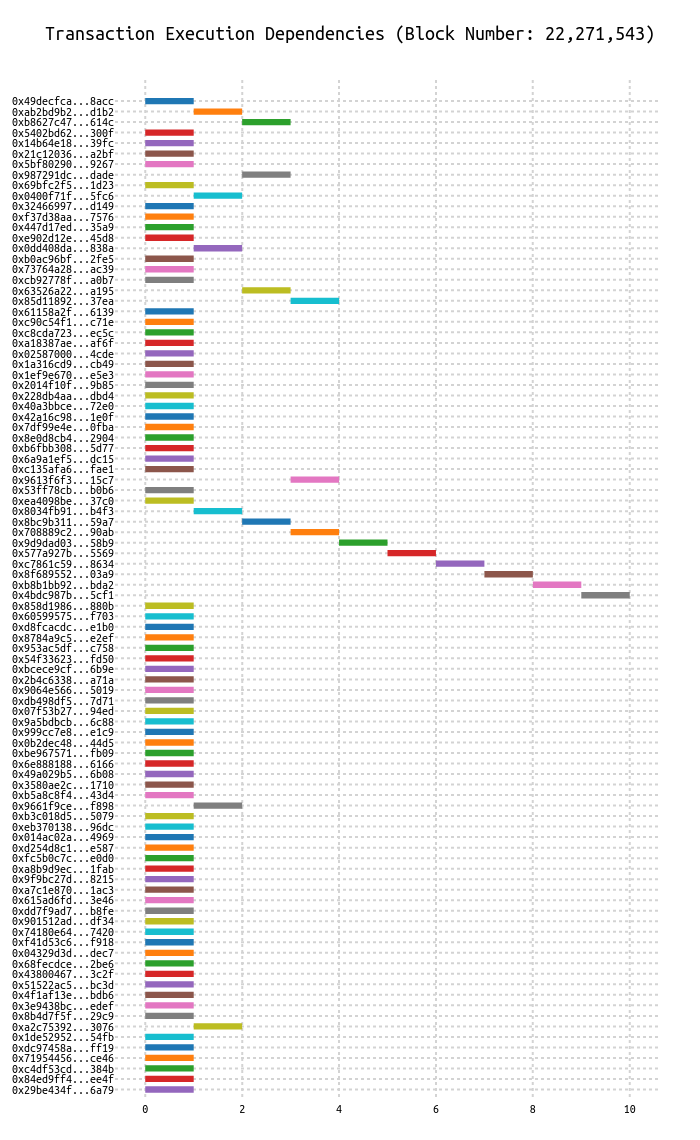 Transaction Execution Dependencies (Block Number: 22,271,543)
0x49decfca...8acc
0xab2bd9b2...d1b2
0xb8627c47...614c
0x5402bd62...300f
0x14b64e18...39fc
0x21c12036...a2bf
0x5bf80290...9267
0x987291dc...dade
0x69bfc2f5...1d23
0x0400f71f...5fc6
0x32466997...d149
0xf37d38aa...7576
0x447d17ed...35a9
0xe902d12e...45d8
0x0dd408da...838a
0xb0ac96bf...2fe5
0x73764a28...ac39
0xcb92778f...a0b7
0x63526a22...a195
0x85d11892...37ea
0x61158a2f...6139
0xc90c54f1...c71e
0xc8cda723...ec5c
0xa18387ae...af6f
0x02587000...4cde
0x1a316cd9...cb49
0x1ef9e670...e5e3
0x2014f10f...9b85
0x228db4aa...dbd4
0x40a3bbce...72e0
0x42a16c98...1e0f
0x7df99e4e...0fba
0x8e0d8cb4...2904
0xb6fbb308...5d77
0x6a9a1ef5...dc15
0xc135afa6...fae1
0x9613f6f3...15c7
0x53ff78cb...b0b6
0xea4098be...37c0
0x8034fb91...b4f3
0x8bc9b311...59a7
0x708889c2...90ab
0x9d9dad03...58b9
0x577a927b...5569
0xc7861c59...8634
0x8f689552...03a9
0xb8b1bb92...bda2
0x4bdc987b...5cf1
0x858d1986...880b
0x60599575...f703
0xd8fcacdc...e1b0
0x8784a9c5...e2ef
0x953ac5df...c758
0x54f33623...fd50
0xbcece9cf...6b9e
0x2b4c6338...a71a
0x9064e566...5019
0xdb498df5...7d71
0x07f53b27...94ed
0x9a5bdbcb...6c88
0x999cc7e8...e1c9
0x0b2dec48...44d5
0xbe967571...fb09
0x6e888188...6166
0x49a029b5...6b08
0x3580ae2c...1710
0xb5a8c8f4...43d4
0x9661f9ce...f898
0xb3c018d5...5079
0xeb370138...96dc
0x014ac02a...4969
0xd254d8c1...e587
0xfc5b0c7c...e0d0
0xa8b9d9ec...1fab
0x9f9bc27d...8215
0xa7c1e870...1ac3
0x615ad6fd...3e46
0xdd7f9ad7...b8fe
0x901512ad...df34
0x74180e64...7420
0xf41d53c6...f918
0x04329d3d...dec7
0x68fecdce...2be6
0x43800467...3c2f
0x51522ac5...bc3d
0x4f1af13e...bdb6
0x3e9438bc...edef
0x8b4d7f5f...29c9
0xa2c75392...3076
0x1de52952...54fb
0xdc97458a...ff19
0x71954456...ce46
0xc4df53cd...384b
0x84ed9ff4...ee4f
0x29be434f...6a79
0 2 4 6 8 10